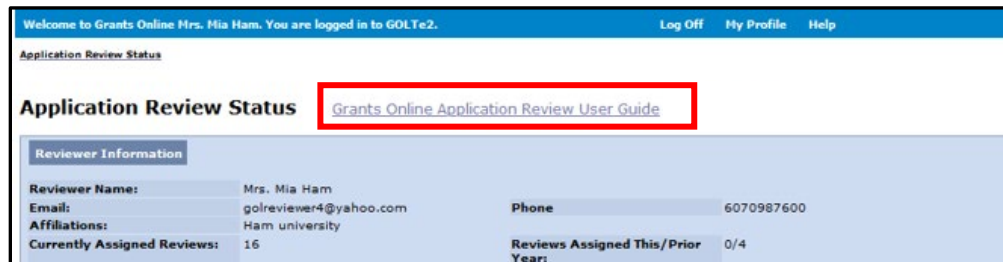 Welcome to Grants Online Mrs. Mia Ham. You are logged in to GOLTe2. Log Off My Profile Help
Application Review Status
Application Review Status Grants Online Application Review User Guide
Reviewer Information
Reviewer Name: Mrs. Mia Ham
Email: golreviewer4@yahoo.com Phone 6070987600
Affiliations: Ham university
Currently Assigned Reviews: 16 Reviews Assigned This/Prior 0/4
Year: